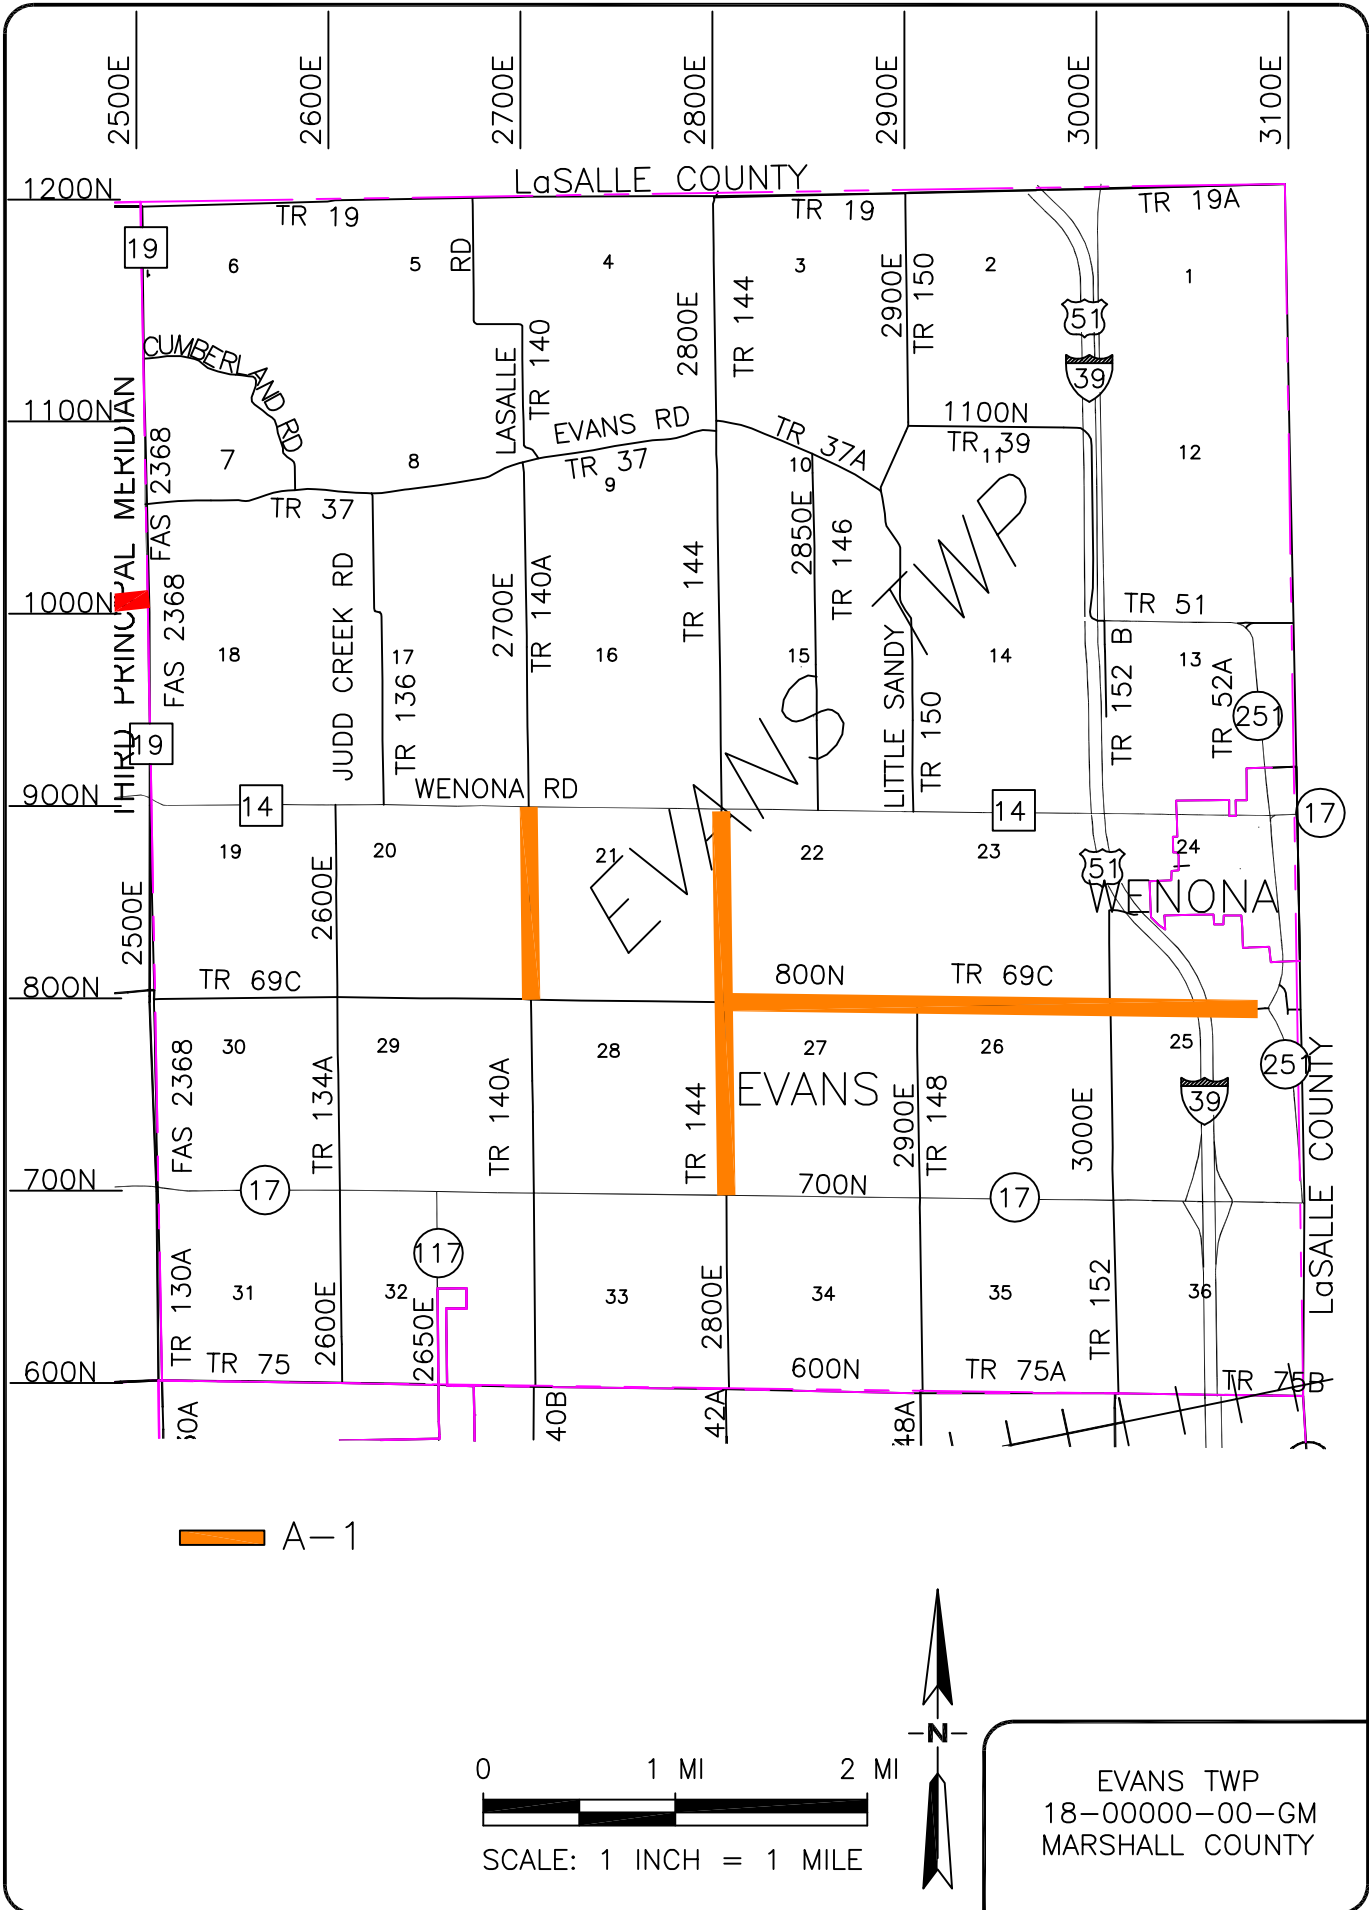 2500E
2600E
2700E
2800E
2900E
3000E
3100E
LaSALLE COUNTY
1200N
TR 19
TR 19
TR 19A
19
6
5
RD
4
2800E
TR 144
3
2900E
TR 150
2
1
51
39
CUMBERLAND RD
LASALLE
TR 140
1100N
EVANS RD
TR 37
TR 37A
1100N
TR 39
THIRD PRINCIPAL MERIDIAN
FAS 2368
7
8
9
10
11
12
TR 37
2850E
TR 146
EVANS TWP
1000N
FAS 2368
JUDD CREEK RD
2700E
TR 140A
TR 144
TR 51
18
17
16
15
14
13
TR 136
LITTLE SANDY
TR 150
TR 152 B
TR 52A
251
19
900N
14
WENONA RD
14
17
19
20
21
22
23
24
51
WENONA
2500E
2600E
800N
TR 69C
800N
TR 69C
30
29
28
27
26
25
251
FAS 2368
TR 134A
TR 140A
TR 144
EVANS
2900E
TR 148
3000E
39
LaSALLE COUNTY
700N
17
700N
17
117
TR 130A
31
2600E
32
2650E
33
2800E
34
35
TR 152
36
600N
TR 75
600N
TR 75A
TR 75B
30A
40B
42A
48A
A-1
N
0 1 MI 2 MI
SCALE: 1 INCH = 1 MILE
EVANS TWP
18-00000-00-GM
MARSHALL COUNTY